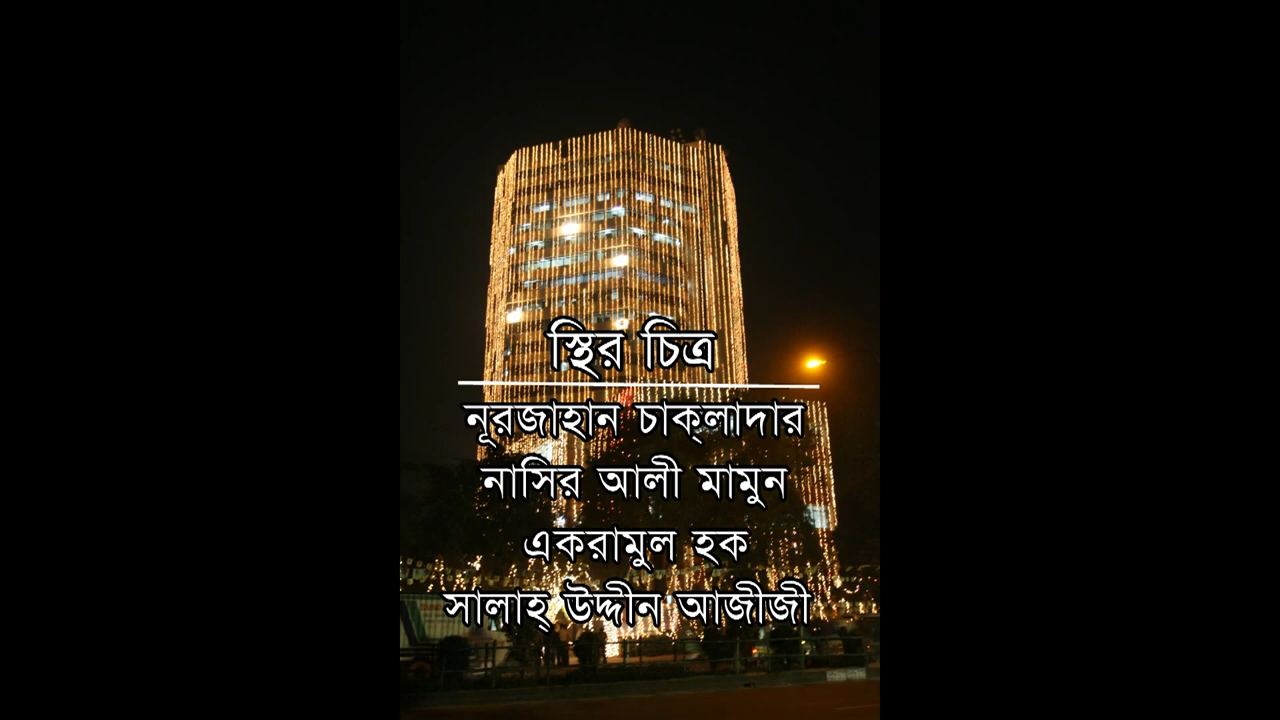 স্থির চিত্র
নূরজাহান চাক্‌লাদার
নাসির আলী মামুন
একরামুল হক
সালাহ্ উদ্দীন আজীজী